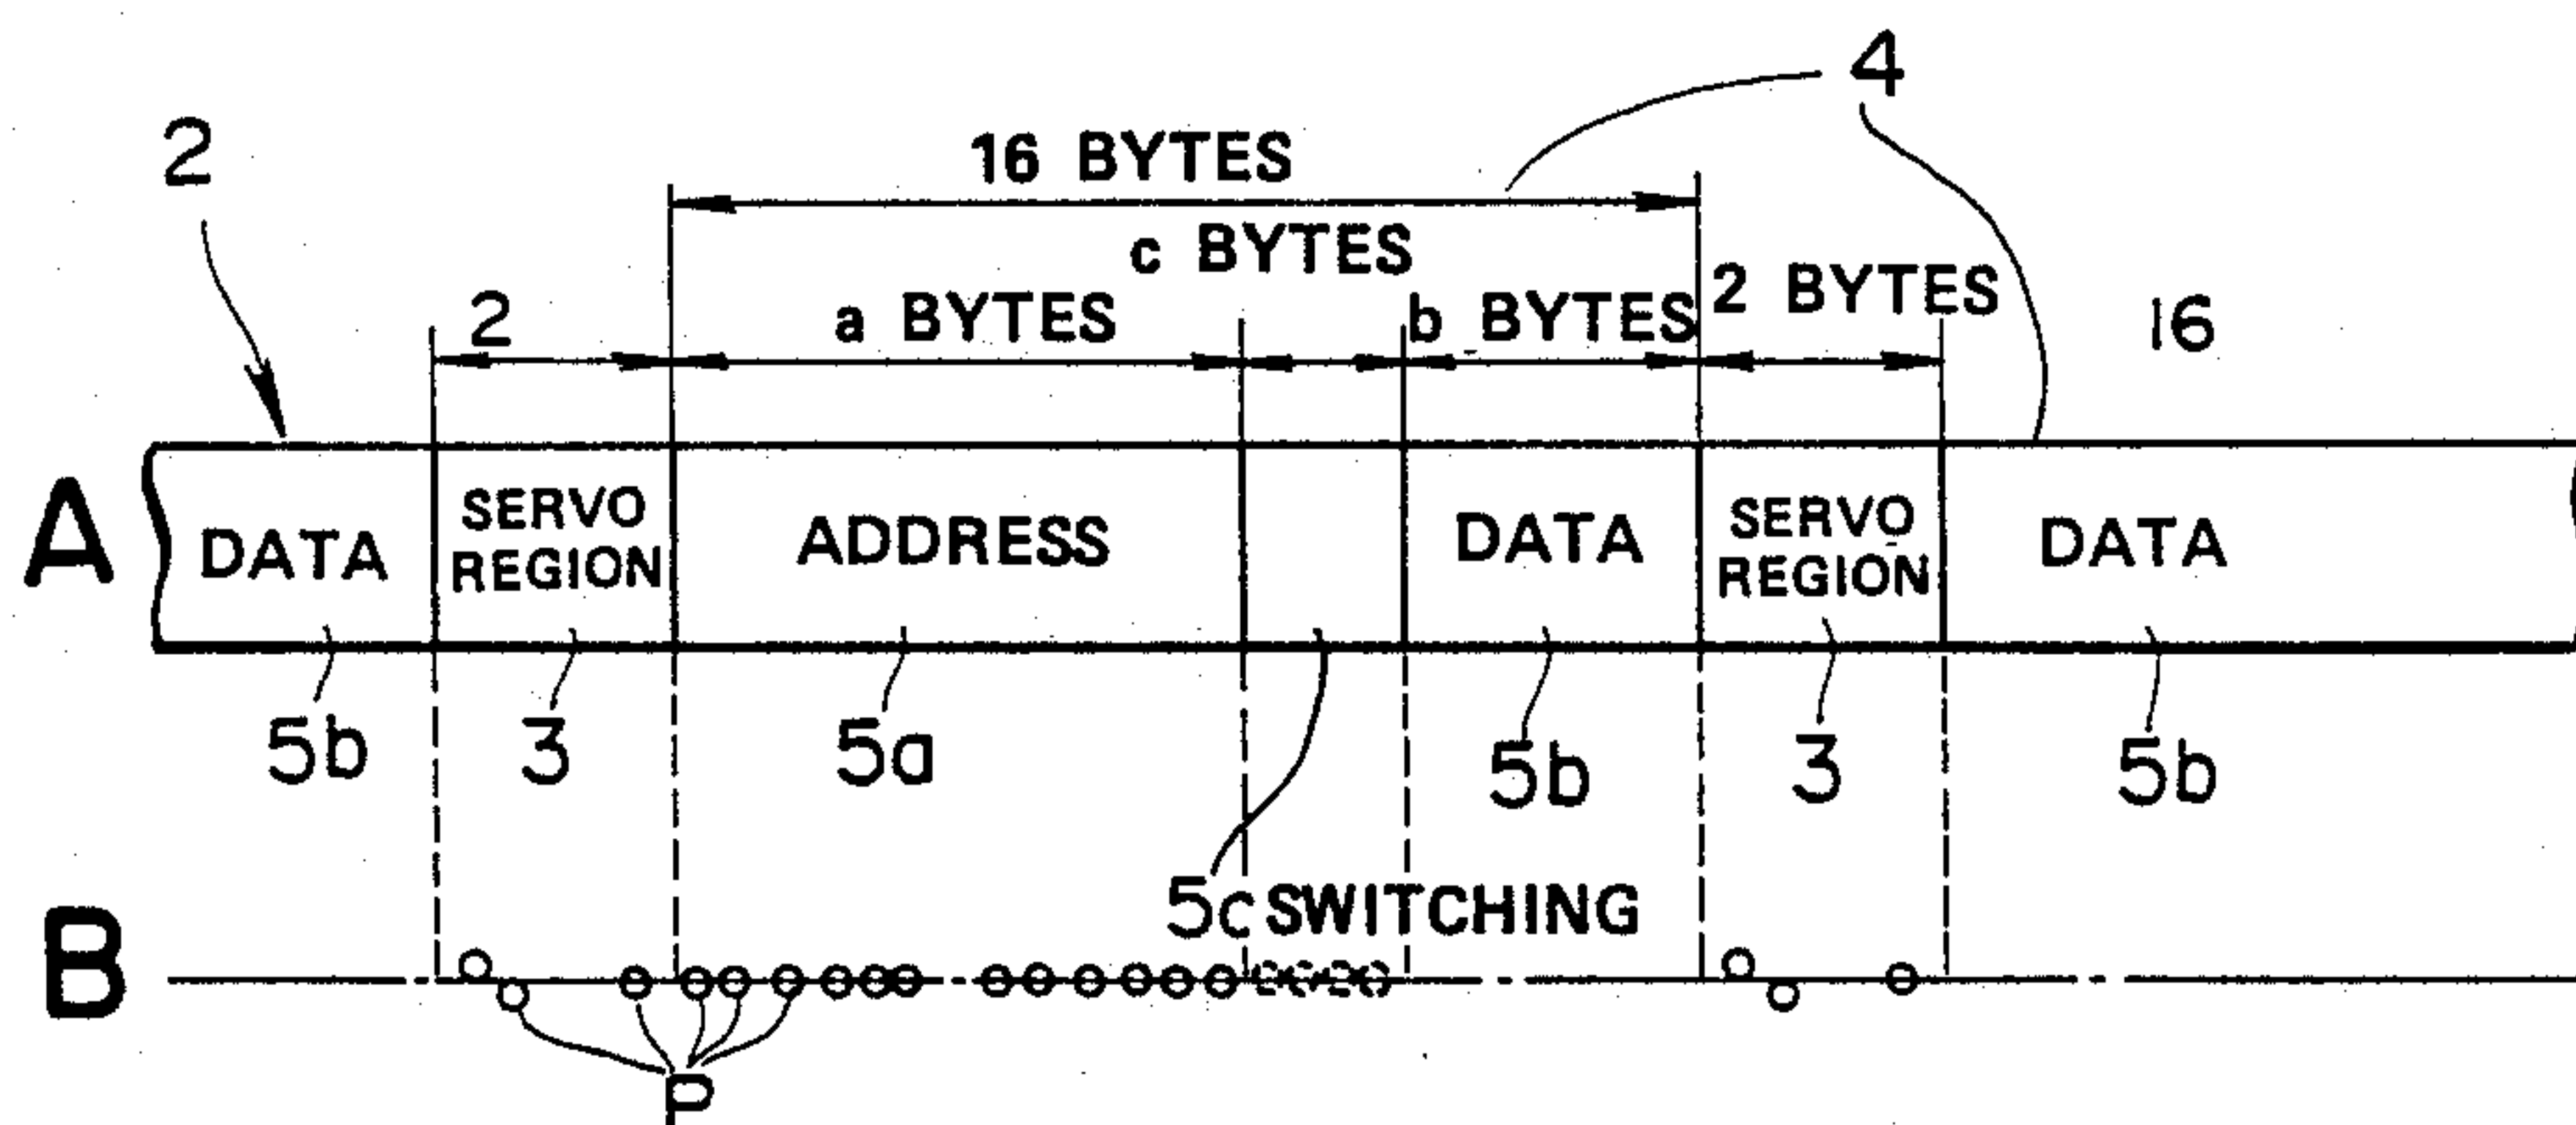 4
2
16 BYTES
c BYTES
2
a BYTES
b BYTES
2 BYTES
16
A
DATA
SERVO
REGION
ADDRESS
DATA
SERVO
REGION
DATA
5b
3
5a
5b
3
5b
5c SWITCHING
B
P